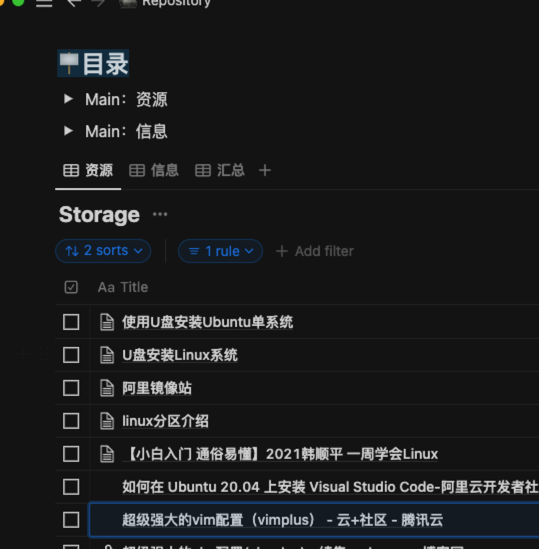 Repository
目录
Main：资源
Main：信息
资源 信息 汇总
Storage ···
2 sorts 1 rule Add filter
Aa Title
使用U盘安装Ubuntu单系统
U盘安装Linux系统
阿里镜像站
linux分区介绍
【小白入门 通俗易懂】2021韩顺平 一周学会Linux
如何在 Ubuntu 20.04 上安装 Visual Studio Code-阿里云开发者社
超级强大的vim配置（vimplus） - 云+社区 - 腾讯云